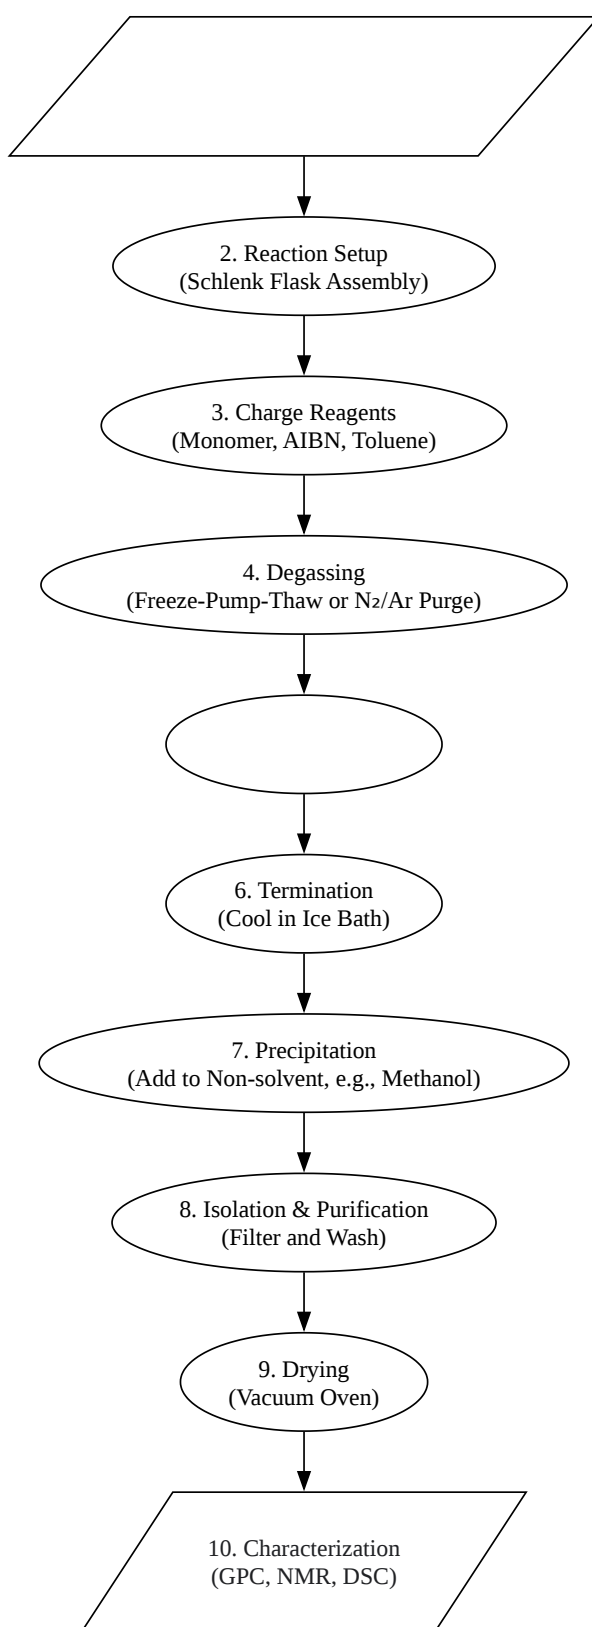 2. Reaction Setup
(Schlenk Flask Assembly)
3. Charge Reagents
(Monomer, AIBN, Toluene)
4. Degassing
(Freeze-Pump-Thaw or N₂/Ar Purge)
6. Termination
(Cool in Ice Bath)
7. Precipitation
(Add to Non-solvent, e.g., Methanol)
8. Isolation & Purification
(Filter and Wash)
9. Drying
(Vacuum Oven)
10. Characterization
(GPC, NMR, DSC)